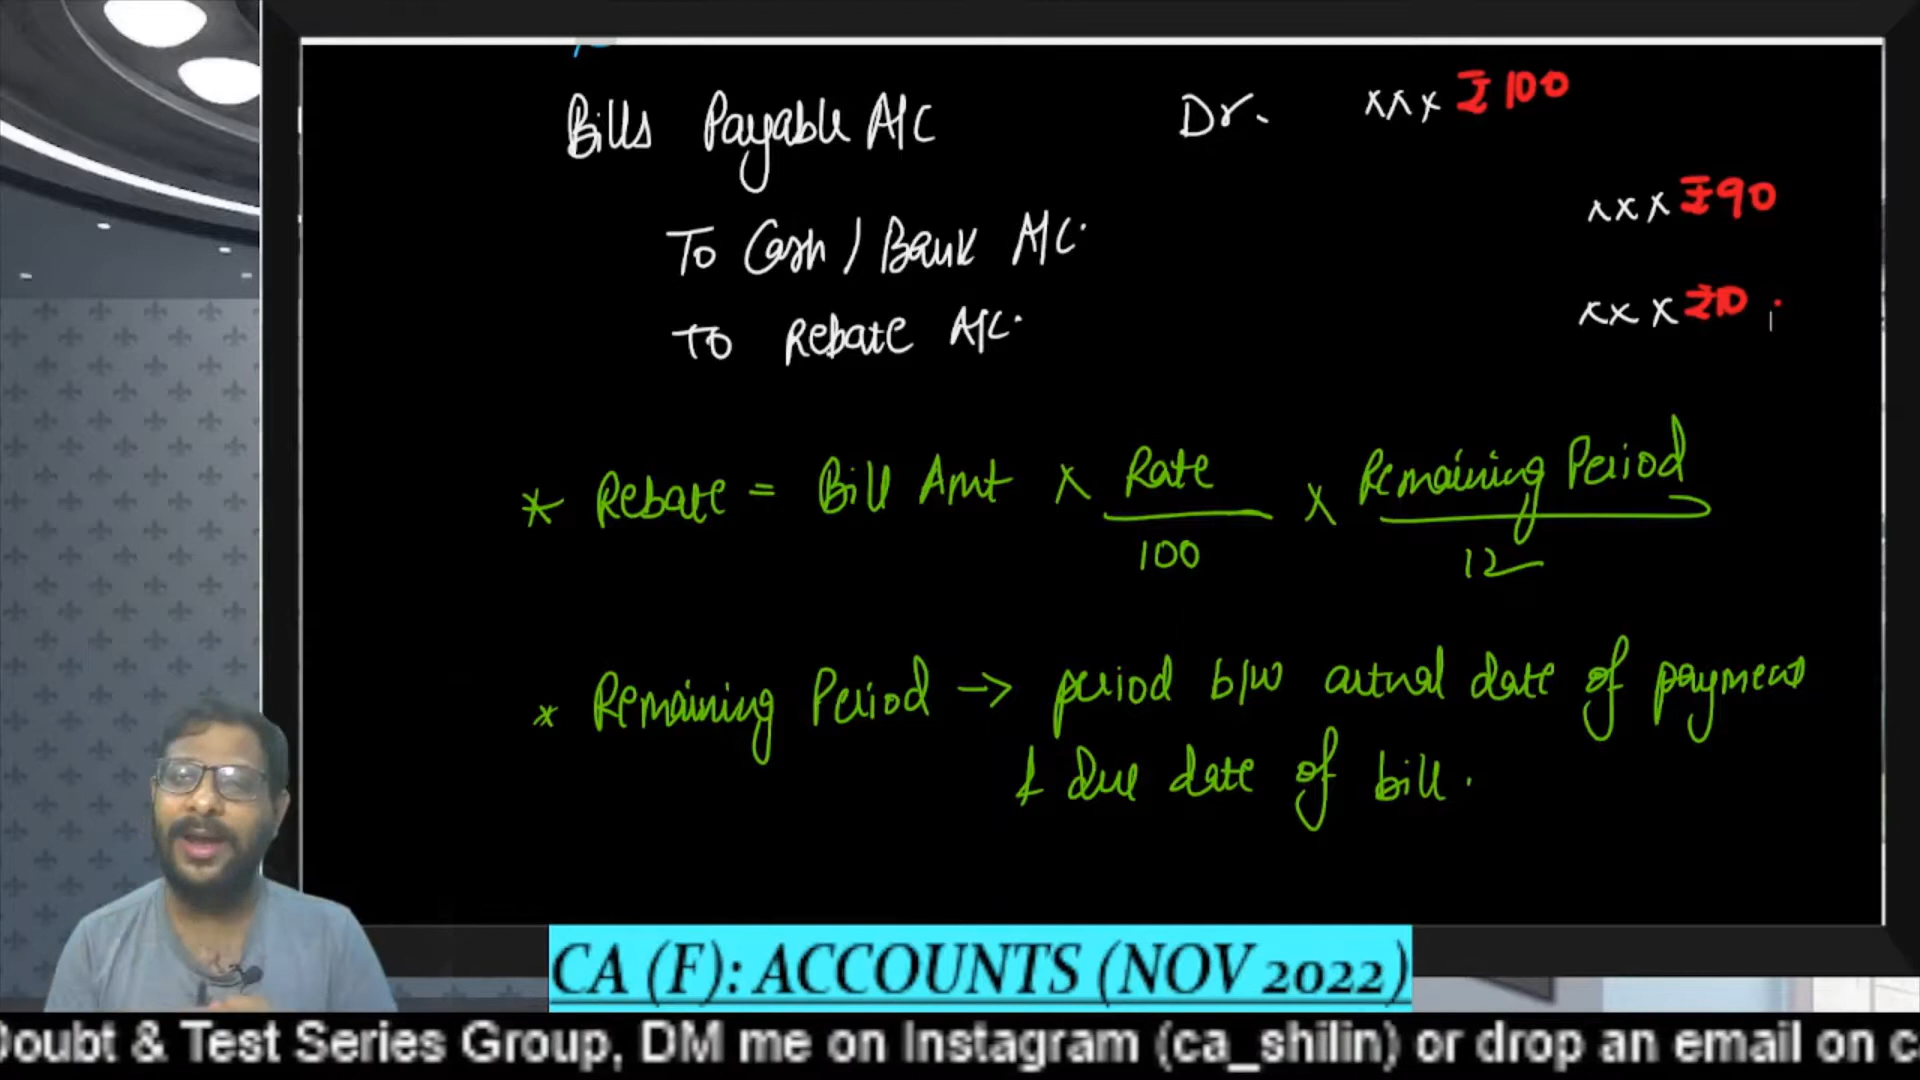 Bills Payable A/C Dr. xxx ₹100
To Cash / Bank A/C. xxx ₹90
To Rebate A/C. xxx ₹10
* Rebate = Bill Amt x Rate/100 x Remaining Period/12
* Remaining Period → period b/w actual date of payment
& Due date of bill.
CA (F): ACCOUNTS (NOV 2022)
Doubt & Test Series Group, DM me on Instagram (ca_shilin) or drop an email on